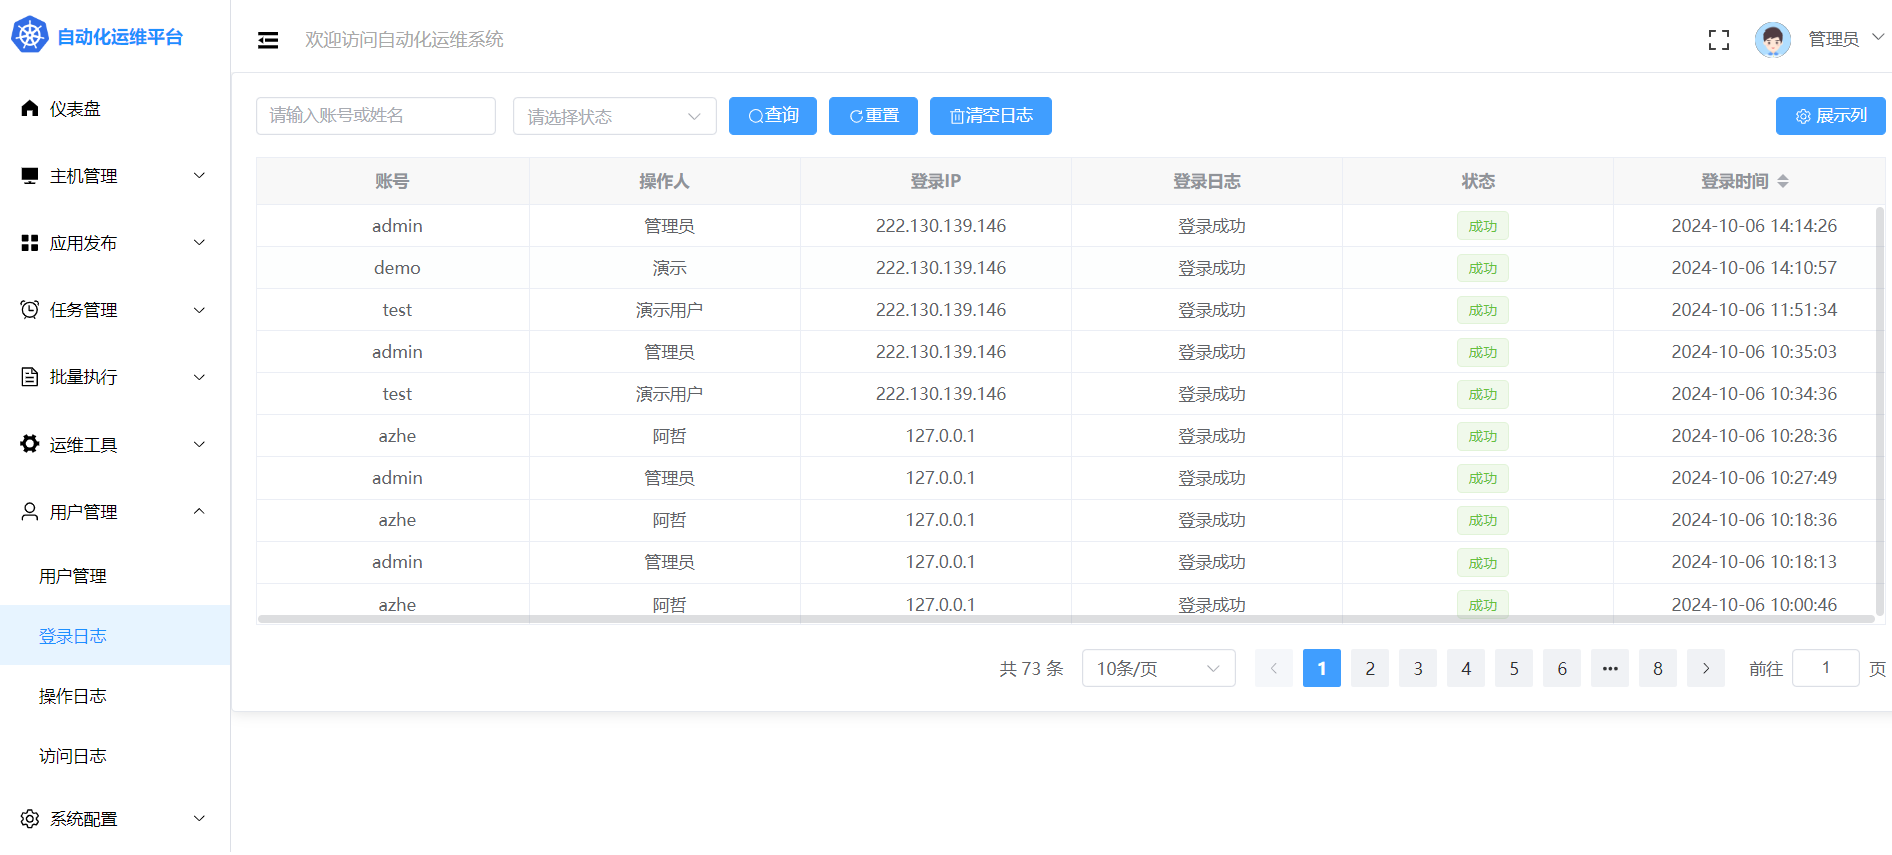 自动化运维平台
欢迎访问自动化运维系统
管理员
仪表盘
主机管理
应用发布
任务管理
批量执行
运维工具
用户管理
用户管理
登录日志
操作日志
访问日志
系统配置
请输入账号或姓名 请选择状态 查询 重置 清空日志 展示列
账号 操作人 登录IP 登录日志 状态 登录时间
admin 管理员 222.130.139.146 登录成功 成功 2024-10-06 14:14:26
demo 演示 222.130.139.146 登录成功 成功 2024-10-06 14:10:57
test 演示用户 222.130.139.146 登录成功 成功 2024-10-06 11:51:34
admin 管理员 222.130.139.146 登录成功 成功 2024-10-06 10:35:03
test 演示用户 222.130.139.146 登录成功 成功 2024-10-06 10:34:36
azhe 阿哲 127.0.0.1 登录成功 成功 2024-10-06 10:28:36
admin 管理员 127.0.0.1 登录成功 成功 2024-10-06 10:27:49
azhe 阿哲 127.0.0.1 登录成功 成功 2024-10-06 10:18:36
admin 管理员 127.0.0.1 登录成功 成功 2024-10-06 10:18:13
azhe 阿哲 127.0.0.1 登录成功 成功 2024-10-06 10:00:46
共 73 条 10条/页 1 2 3 4 5 6 ••• 8 前往 1 页